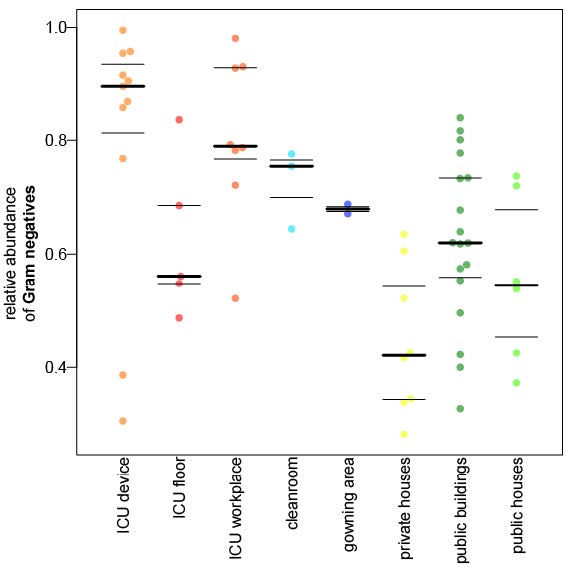 1.0
0.8
0.6
0.4
relative abundance
of Gram negatives
ICU device
ICU floor
ICU workplace
cleanroom
gowning area
private houses
public buildings
public houses